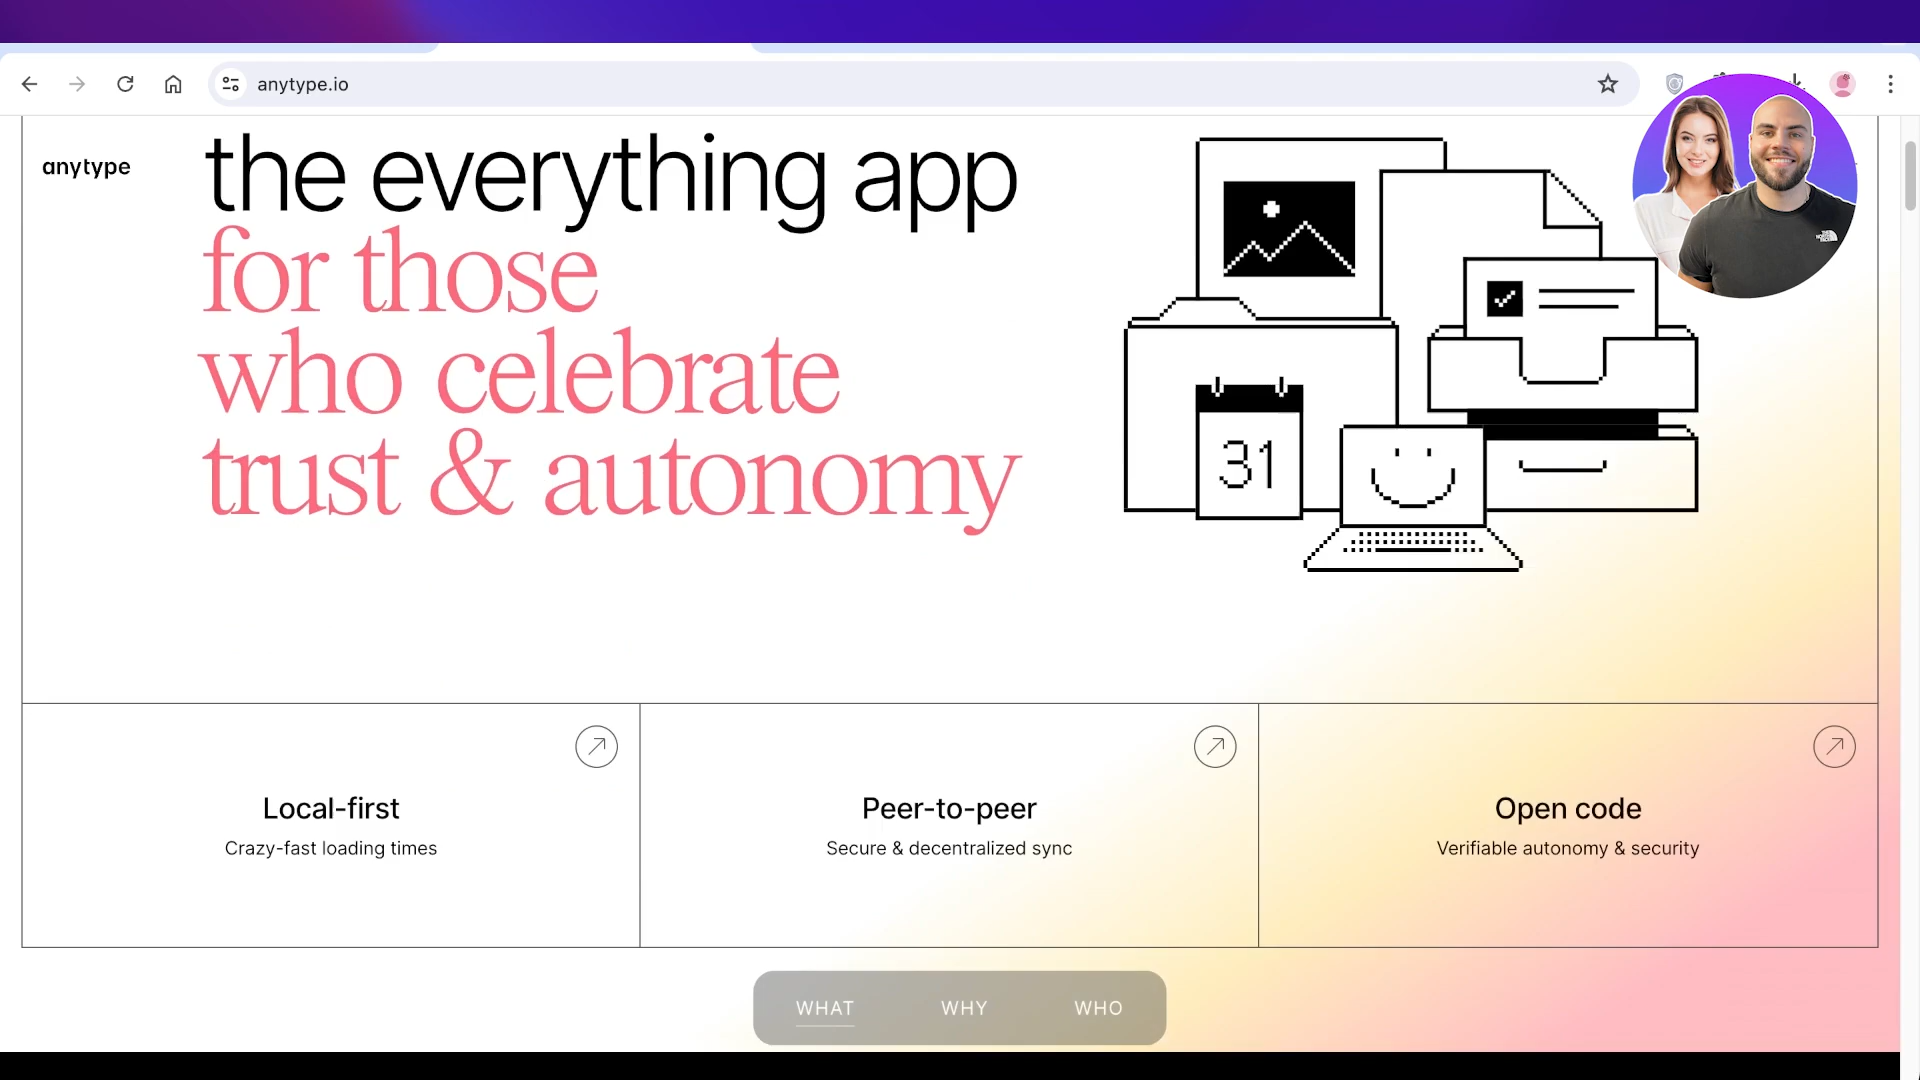 anytype.io
anytype
the everything app
for those
who celebrate
trust & autonomy
31
Local-first
Crazy-fast loading times
Peer-to-peer
Secure & decentralized sync
Open code
Verifiable autonomy & security
WHAT
WHY
WHO